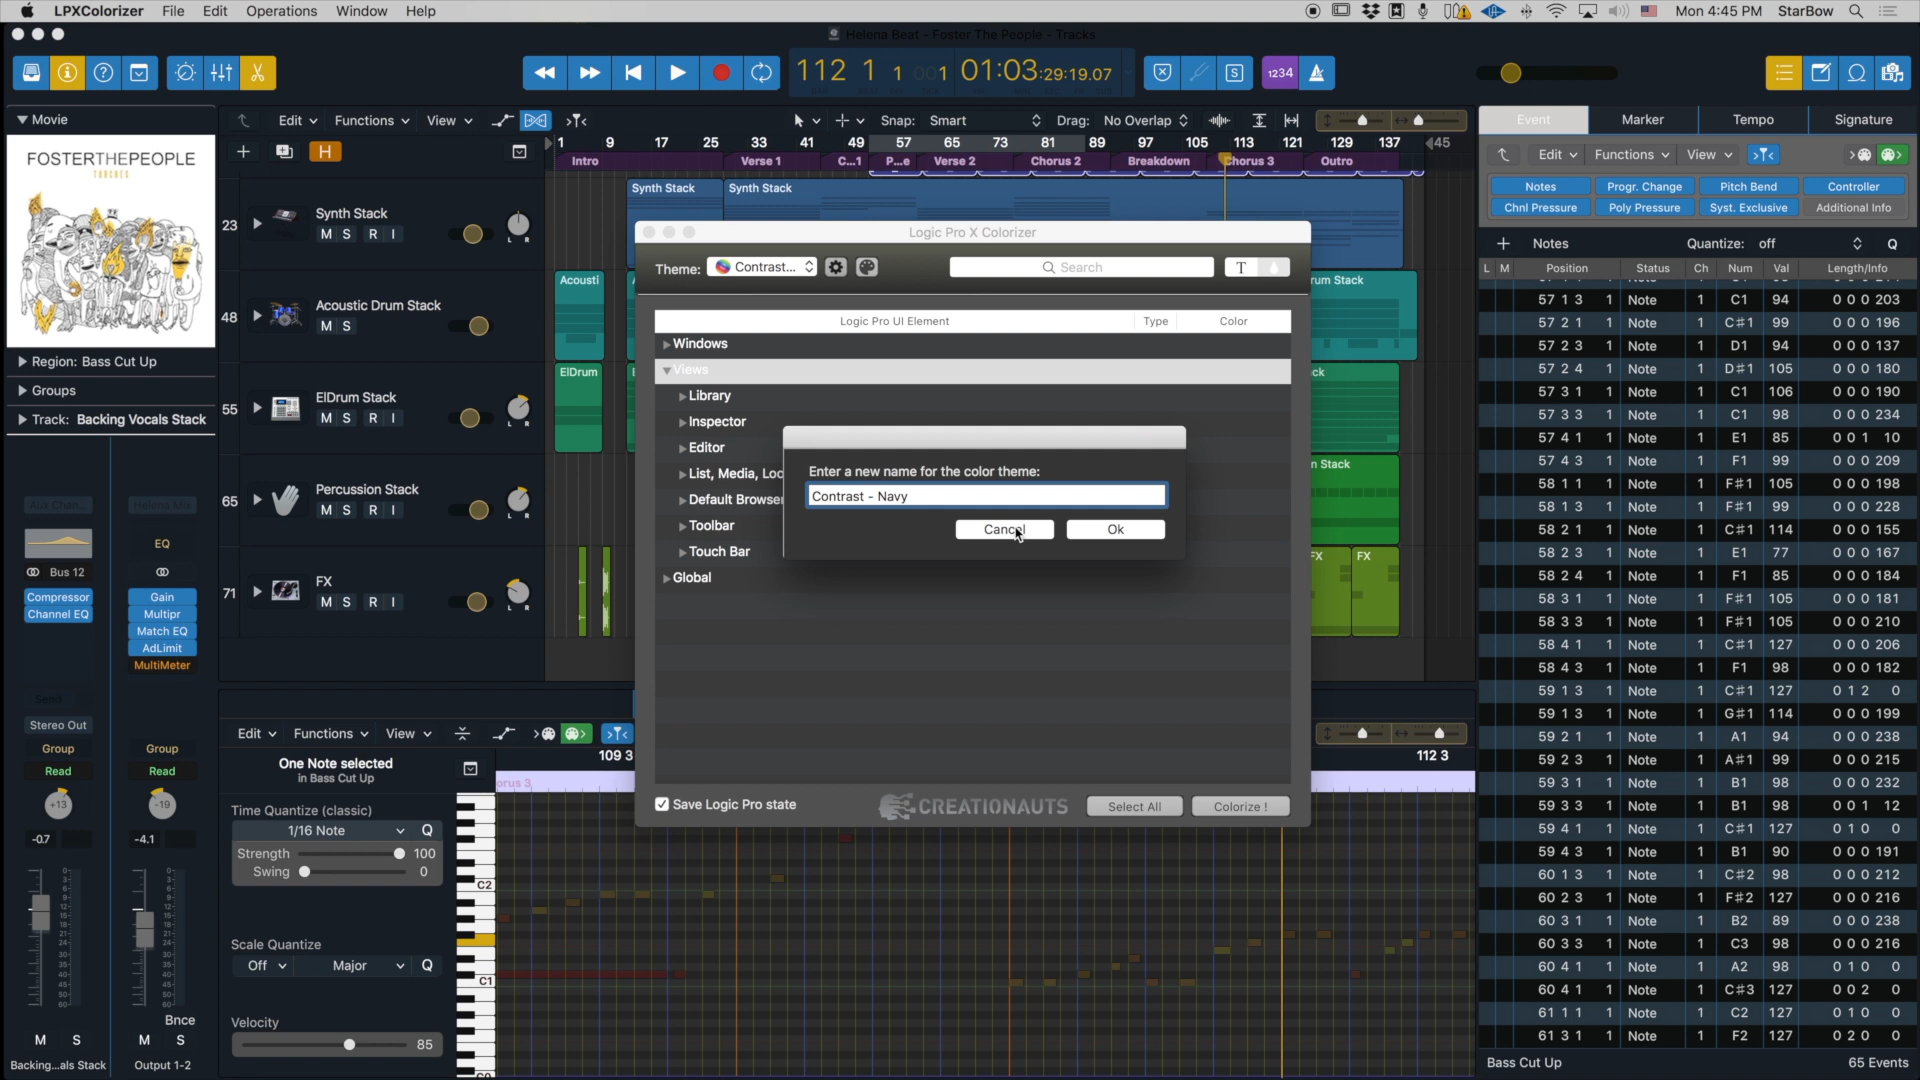 LPXColorizer File Edit Operations Window Help
Mon 4:45 PM StarBow
Helena Beat - Foster The People - Tracks
112 1 1 001 01:03:29:19.07
S 1234
Movie
FOSTERTHEPEOPLE
TORCHES
Region: Bass Cut Up
Groups
Track: Backing Vocals Stack
Edit Functions View Snap: Smart Drag: No Overlap
H
1 9 17 25 33 41 49 57 65 73 81 89 97 105 113 121 129 137 145
Intro Verse 1 C...1 P...e Verse 2 Chorus 2 Breakdown Chorus 3 Outro
23 Synth Stack
M S R I
L R
48 Acoustic Drum Stack
M S
55 ElDrum Stack
M S R I
L R
65 Percussion Stack
M S R I
L R
71 FX
M S R I
L R
Synth Stack Synth Stack
Acousti
rum Stack
ElDrum
ck
n Stack
FX FX
Logic Pro X Colorizer
Theme: Contrast... Search T
Logic Pro UI Element Type Color
Windows
Views
Library
Inspector
Editor
List, Media, Loo
Default Browser
Toolbar
Touch Bar
Global
Enter a new name for the color theme:
Contrast - Navy
Cancel Ok
Save Logic Pro state CREATIONAUTS Select All Colorize !
Helena Mix
EQ
Bus 12
Compressor Gain
Channel EQ Multipr
Match EQ
AdLimit
MultiMeter
Send
Stereo Out
Group Group
Read Read
+13 -19
-0.7 -4.1
Bnce
M S M S
Backing...als Stack Output 1-2
Edit Functions View
109 3 112 3
One Note selected
in Bass Cut Up
orus 3
Time Quantize (classic)
1/16 Note Q
Strength 100
Swing 0
Scale Quantize
Off Major Q
Velocity
85
C2
C1
C0
Event Marker Tempo Signature
Edit Functions View
Notes Progr. Change Pitch Bend Controller
Chnl Pressure Poly Pressure Syst. Exclusive Additional Info
Notes Quantize: off Q
L M Position Status Ch Num Val Length/Info
57 1 3 1 Note 1 C1 94 0 0 0 203
57 2 1 1 Note 1 C#1 99 0 0 0 196
57 2 3 1 Note 1 D1 94 0 0 0 137
57 2 4 1 Note 1 D#1 105 0 0 0 180
57 3 1 1 Note 1 C1 106 0 0 0 190
57 3 3 1 Note 1 C1 98 0 0 0 234
57 4 1 1 Note 1 E1 85 0 0 1 10
57 4 3 1 Note 1 F1 99 0 0 0 209
58 1 1 1 Note 1 F#1 105 0 0 0 198
58 1 3 1 Note 1 F#1 99 0 0 0 228
58 2 1 1 Note 1 C#1 114 0 0 0 155
58 2 3 1 Note 1 E1 77 0 0 0 167
58 2 4 1 Note 1 F1 85 0 0 0 184
58 3 1 1 Note 1 F#1 105 0 0 0 181
58 3 3 1 Note 1 F#1 105 0 0 0 210
58 4 1 1 Note 1 C#1 127 0 0 0 206
58 4 3 1 Note 1 F1 98 0 0 0 182
59 1 3 1 Note 1 C#1 127 0 1 2 0
59 1 3 1 Note 1 G#1 114 0 0 0 199
59 2 1 1 Note 1 A1 94 0 0 0 238
59 2 3 1 Note 1 A#1 99 0 0 0 215
59 3 1 1 Note 1 B1 98 0 0 0 232
59 3 3 1 Note 1 B1 98 0 0 1 12
59 4 1 1 Note 1 C#1 127 0 1 0 0
59 4 3 1 Note 1 B1 90 0 0 0 191
60 1 3 1 Note 1 C#2 98 0 0 0 212
60 2 3 1 Note 1 F#2 127 0 0 0 216
60 3 1 1 Note 1 B2 89 0 0 0 238
60 3 3 1 Note 1 C3 98 0 0 0 216
60 4 1 1 Note 1 A2 98 0 1 0 0
60 4 1 1 Note 1 C#3 127 0 0 2 0
61 1 1 1 Note 1 C2 127 0 1 0 0
61 3 1 1 Note 1 F2 127 0 2 0 0
Bass Cut Up 65 Events